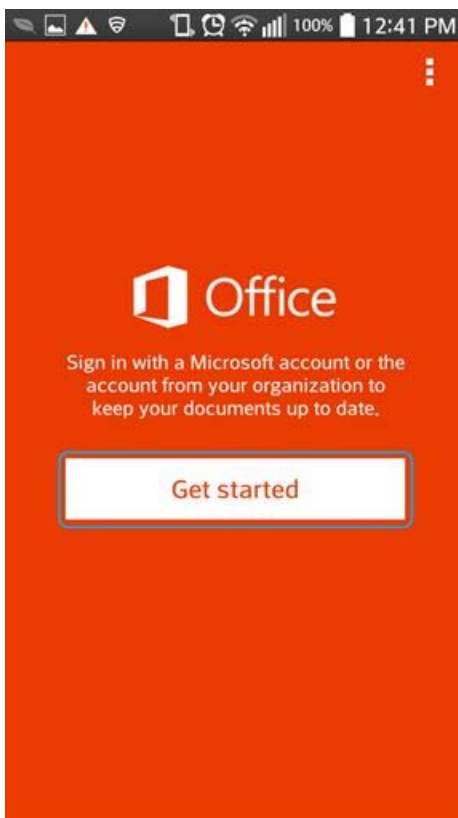 100% 12:41 PM
Office
Sign in with a Microsoft account or the
account from your organization to
keep your documents up to date.
Get started